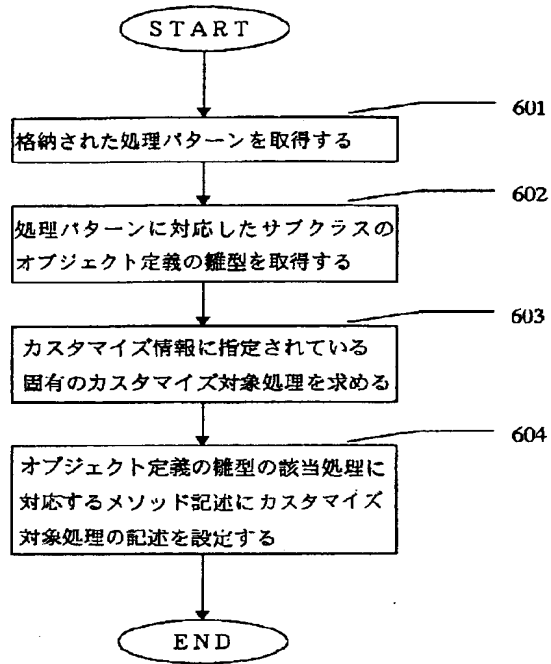 START
601
格納された処理パターンを取得する
602
処理パターンに対応したサブクラスの
オブジェクト定義の雛型を取得する
603
カスタマイズ情報に指定されている
固有のカスタマイズ対象処理を求める
604
オブジェクト定義の雛型の該当処理に
対応するメソッド記述にカスタマイズ
対象処理の記述を設定する
END